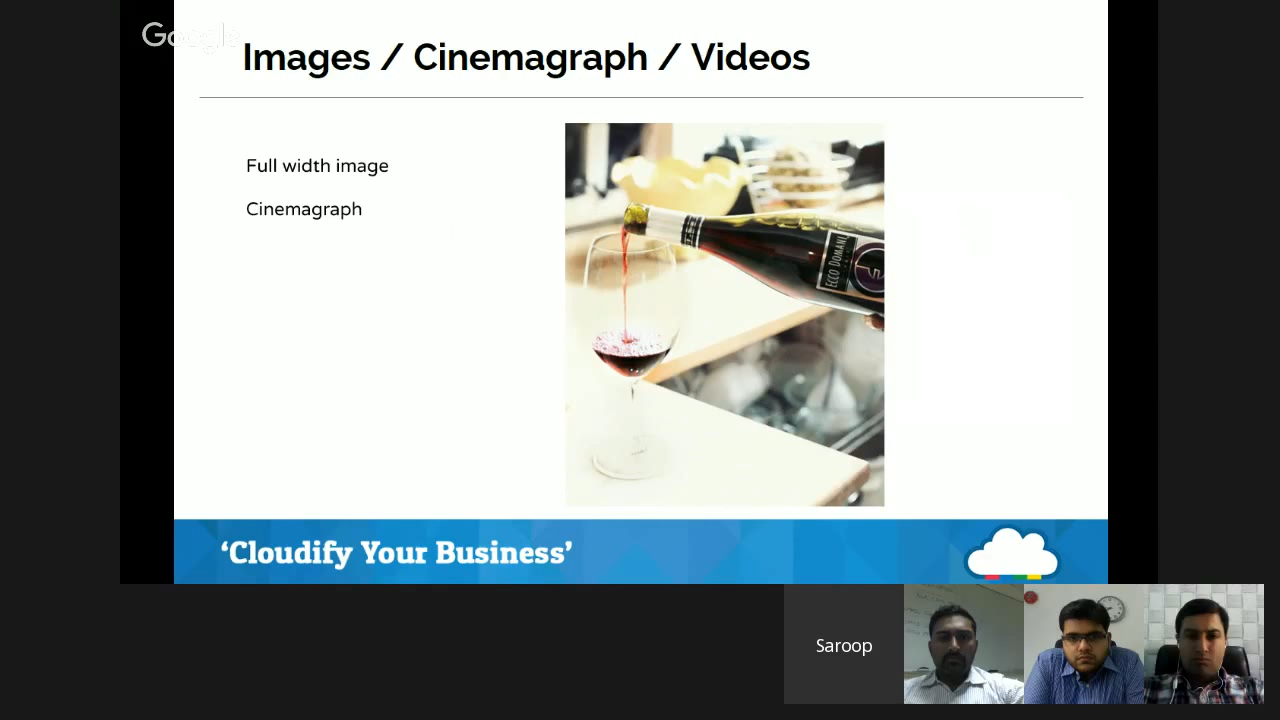 Google
Images / Cinemagraph / Videos
Full width image
Cinemagraph
ECCO DOMANI
‘Cloudify Your Business’
Saroop